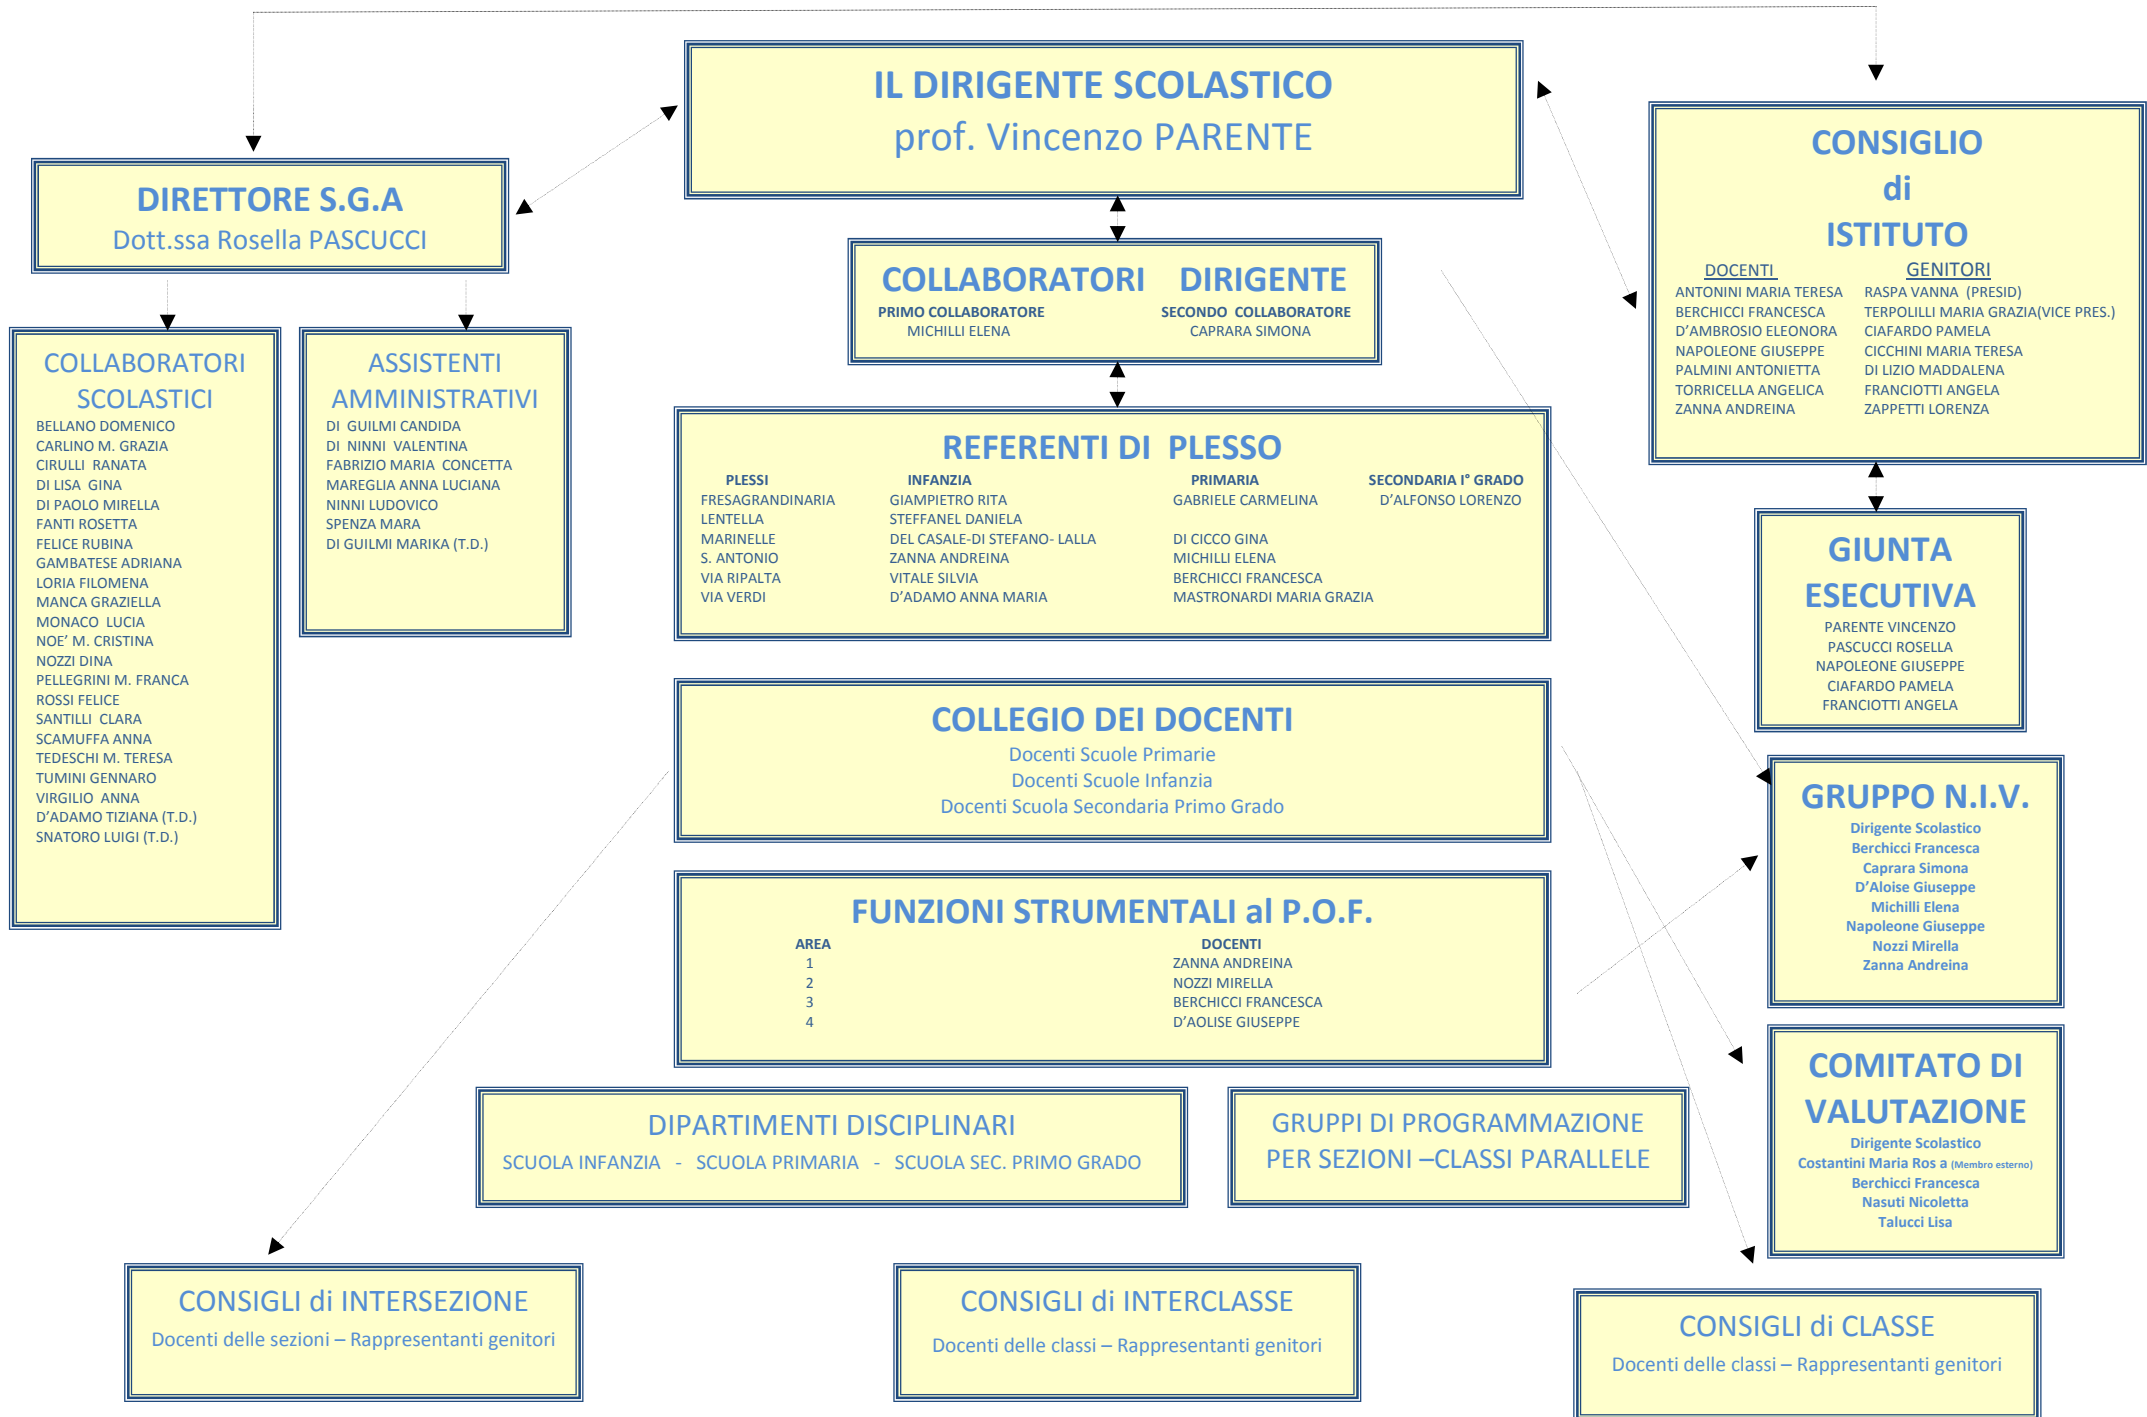 IL DIRIGENTE SCOLASTICO
prof. Vincenzo PARENTE
DIRETTORE S.G.A
Dott.ssa Rosella PASCUCCI
CONSIGLIO
di
ISTITUTO
DOCENTI GENITORI
ANTONINI MARIA TERESA RASPA VANNA (PRESID)
BERCHICCI FRANCESCA TERPOLILLI MARIA GRAZIA(VICE PRES.)
D'AMBROSIO ELEONORA CIAFARDO PAMELA
NAPOLEONE GIUSEPPE CICCHINI MARIA TERESA
PALMINI ANTONIETTA DI LIZIO MADDALENA
TORRICELLA ANGELICA FRANCIOTTI ANGELA
ZANNA ANDREINA ZAPPETTI LORENZA
COLLABORATORI DIRIGENTE
PRIMO COLLABORATORE SECONDO COLLABORATORE
MICHILLI ELENA CAPRARA SIMONA
COLLABORATORI
SCOLASTICI
BELLANO DOMENICO
CARLINO M. GRAZIA
CIRULLI RANATA
DI LISA GINA
DI PAOLO MIRELLA
FANTI ROSETTA
FELICE RUBINA
GAMBATESE ADRIANA
LORIA FILOMENA
MANCA GRAZIELLA
MONACO LUCIA
NOE' M. CRISTINA
NOZZI DINA
PELLEGRINI M. FRANCA
ROSSI FELICE
SANTILLI CLARA
SCAMUFFA ANNA
TEDESCHI M. TERESA
TUMINI GENNARO
VIRGILIO ANNA
D'ADAMO TIZIANA (T.D.)
SNATORO LUIGI (T.D.)
ASSISTENTI
AMMINISTRATIVI
DI GUILMI CANDIDA
DI NINNI VALENTINA
FABRIZIO MARIA CONCETTA
MAREGLIA ANNA LUCIANA
NINNI LUDOVICO
SPENZA MARA
DI GUILMI MARIKA (T.D.)
REFERENTI DI PLESSO
PLESSI INFANZIA PRIMARIA SECONDARIA I° GRADO
FRESAGRANDINARIA GIAMPIETRO RITA GABRIELE CARMELINA D'ALFONSO LORENZO
LENTELLA STEFFANEL DANIELA
MARINELLE DEL CASALE-DI STEFANO- LALLA DI CICCO GINA
S. ANTONIO ZANNA ANDREINA MICHILLI ELENA
VIA RIPALTA VITALE SILVIA BERCHICCI FRANCESCA
VIA VERDI D'ADAMO ANNA MARIA MASTRONARDI MARIA GRAZIA
GIUNTA
ESECUTIVA
PARENTE VINCENZO
PASCUCCI ROSELLA
NAPOLEONE GIUSEPPE
CIAFARDO PAMELA
FRANCIOTTI ANGELA
COLLEGIO DEI DOCENTI
Docenti Scuole Primarie
Docenti Scuole Infanzia
Docenti Scuola Secondaria Primo Grado
GRUPPO N.I.V.
Dirigente Scolastico
Berchicci Francesca
Caprara Simona
D'Aloise Giuseppe
Michilli Elena
Napoleone Giuseppe
Nozzi Mirella
Zanna Andreina
FUNZIONI STRUMENTALI al P.O.F.
AREA DOCENTI
1 ZANNA ANDREINA
2 NOZZI MIRELLA
3 BERCHICCI FRANCESCA
4 D'AOLISE GIUSEPPE
COMITATO DI
VALUTAZIONE
Dirigente Scolastico
Costantini Maria Ros a (Membro esterno)
Berchicci Francesca
Nasuti Nicoletta
Talucci Lisa
DIPARTIMENTI DISCIPLINARI
SCUOLA INFANZIA - SCUOLA PRIMARIA - SCUOLA SEC. PRIMO GRADO
GRUPPI DI PROGRAMMAZIONE
PER SEZIONI –CLASSI PARALLELE
CONSIGLI di INTERSEZIONE
Docenti delle sezioni – Rappresentanti genitori
CONSIGLI di INTERCLASSE
Docenti delle classi – Rappresentanti genitori
CONSIGLI di CLASSE
Docenti delle classi – Rappresentanti genitori